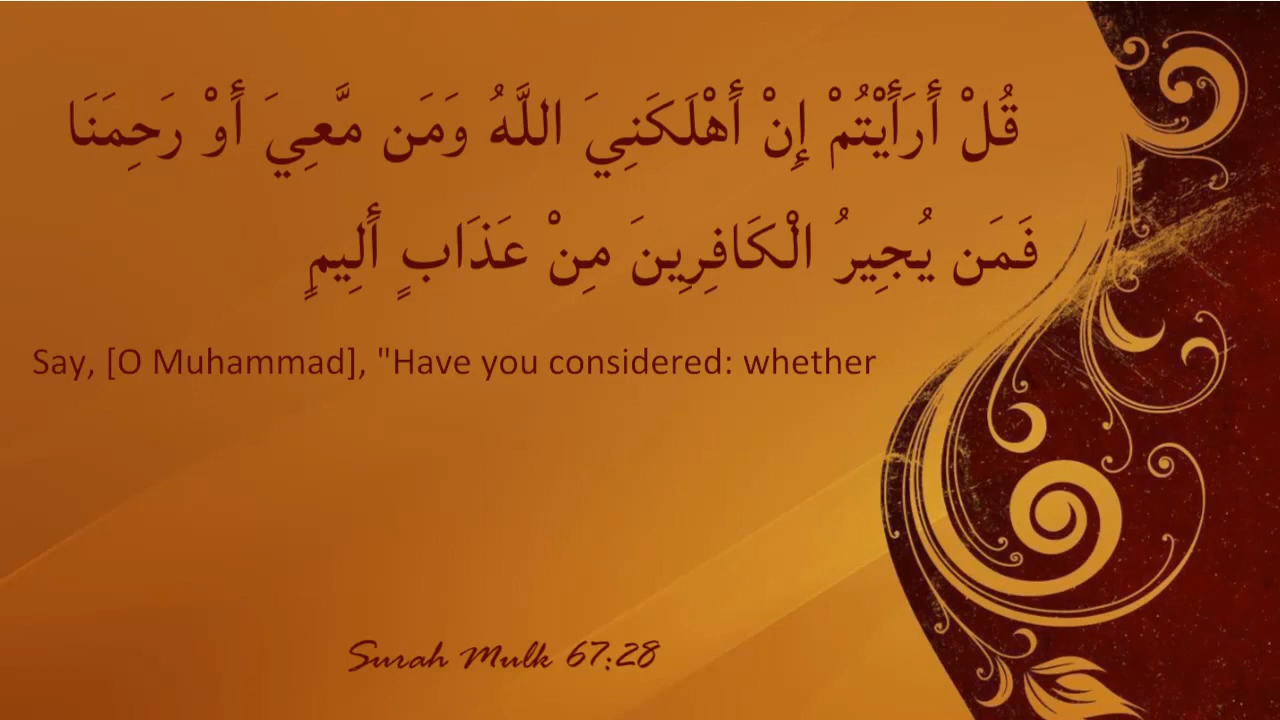 قُلْ أَرَأَيْتُمْ إِنْ أَهْلَكَنِيَ اللَّهُ وَمَن مَّعِيَ أَوْ رَحِمَنَا
فَمَن يُجِيرُ الْكَافِرِينَ مِنْ عَذَابٍ أَلِيمٍ
Say, [O Muhammad], "Have you considered: whether
Surah Mulk 67:28